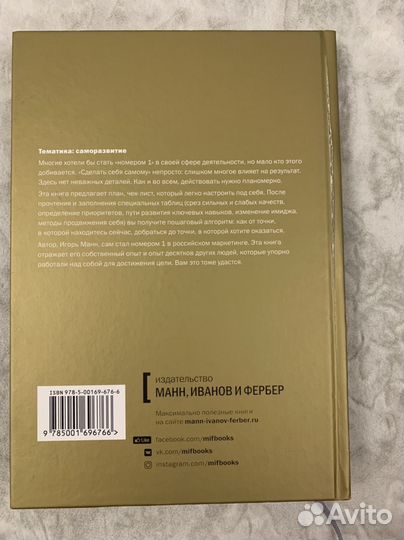 Тематика: саморазвитие
Многие хотели бы стать «номером 1» в своей сфере деятельности, но мало кто этого
добивается. «Сделать себя самому» непросто: слишком многое влияет на результат.
Здесь нет неважных деталей. Как и во всем, действовать нужно планомерно.
Эта книга предлагает план, чек лист, который легко настроить под себя. После
прочтения и заполнения специальных таблиц (срез сильных и слабых качеств,
определение приоритетов, пути развития ключевых навыков, изменение имиджа,
методы продвижения себя) вы получите пошаговый алгоритм: как от точки,
в которой находитесь сейчас, добраться до точки, в которой хотите оказаться.
Автор, Игорь Манн, сам стал номером 1 в российском маркетинге. Эта книга
отражает его собственный опыт и опыт десятков других людей, которые упорно
работали над собой для достижения цели. Вам это тоже удастся.
ISBN 978-5-00169-676-6
9 785001 696766 >
издательство
МАНН, ИВАНОВ И ФЕРБЕР
Максимально полезные книги
на сайте mann-ivanov-ferber.ru
Like facebook.com/mifbooks
vk.com/mifbooks
instagram.com/mifbooks
Avito